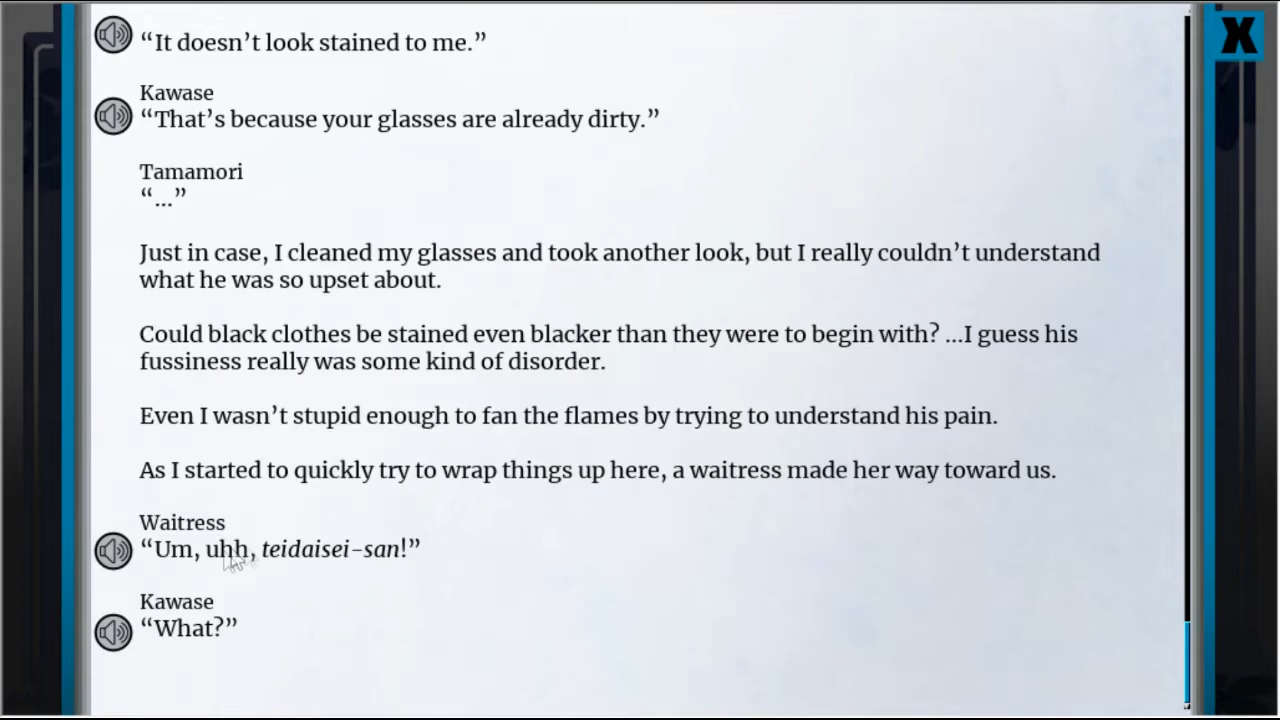 “It doesn’t look stained to me.”
Kawase
“That’s because your glasses are already dirty.”
Tamamori
“...”
Just in case, I cleaned my glasses and took another look, but I really couldn’t understand
what he was so upset about.
Could black clothes be stained even blacker than they were to begin with? ...I guess his
fussiness really was some kind of disorder.
Even I wasn’t stupid enough to fan the flames by trying to understand his pain.
As I started to quickly try to wrap things up here, a waitress made her way toward us.
Waitress
“Um, uhh, teidaisei-san!”
Kawase
“What?”
X